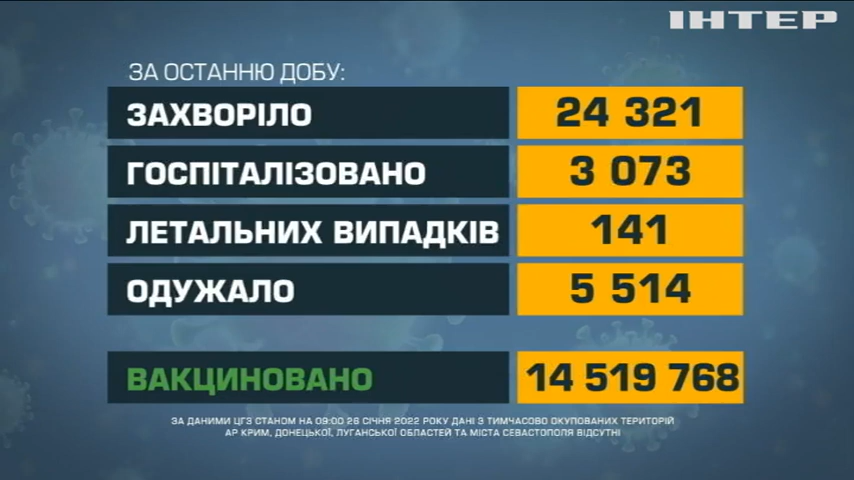 ІНТЕР
ЗА ОСТАННЮ ДОБУ:
ЗАХВОРІЛО 24 321
ГОСПІТАЛІЗОВАНО 3 073
ЛЕТАЛЬНИХ ВИПАДКІВ 141
ОДУЖАЛО 5 514
ВАКЦИНОВАНО 14 519 768
ЗА ДАНИМИ ЦГЗ СТАНОМ НА 09:00 26 СІЧНЯ 2022 РОКУ ДАНІ З ТИМЧАСОВО ОКУПОВАНИХ ТЕРИТОРІЙ
АР КРИМ, ДОНЕЦЬКОЇ, ЛУГАНСЬКОЇ ОБЛАСТЕЙ ТА МІСТА СЕВАСТОПОЛЯ ВІДСУТНІ